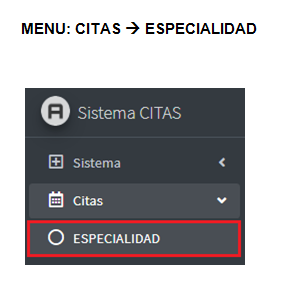 MENU: CITAS → ESPECIALIDAD
Sistema CITAS
Sistema
Citas
ESPECIALIDAD